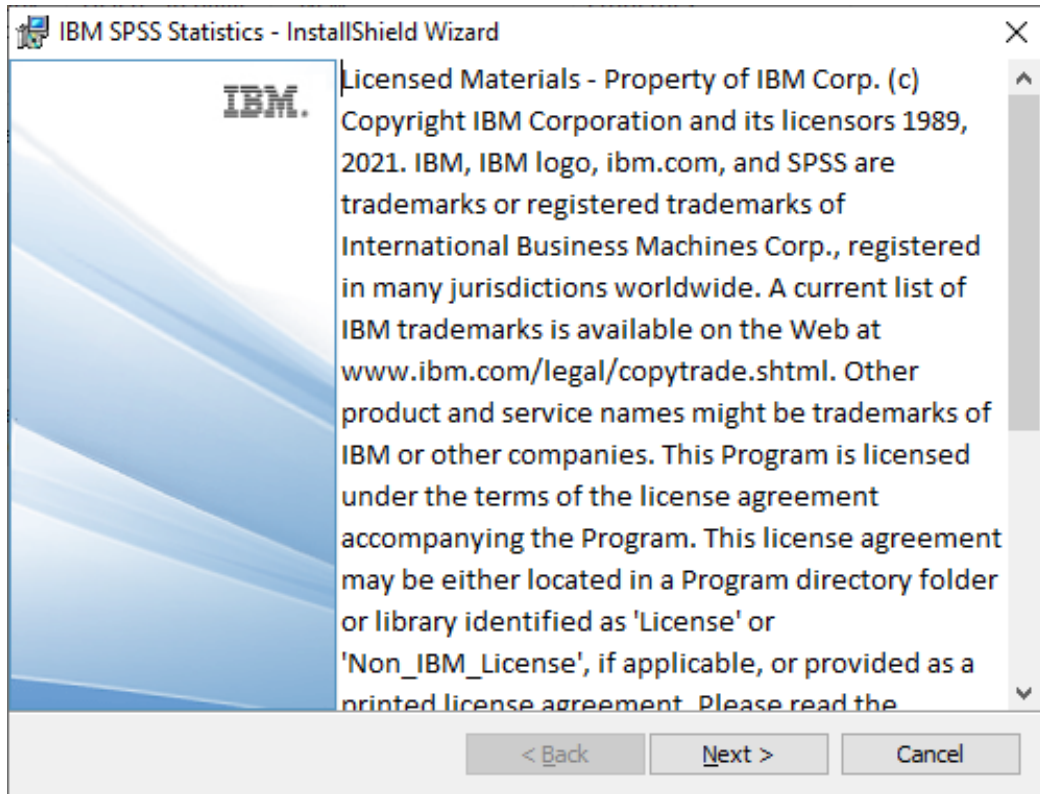 IBM SPSS Statistics - InstallShield Wizard
IBM.
Licensed Materials - Property of IBM Corp. (c)
Copyright IBM Corporation and its licensors 1989,
2021. IBM, IBM logo, ibm.com, and SPSS are
trademarks or registered trademarks of
International Business Machines Corp., registered
in many jurisdictions worldwide. A current list of
IBM trademarks is available on the Web at
www.ibm.com/legal/copytrade.shtml. Other
product and service names might be trademarks of
IBM or other companies. This Program is licensed
under the terms of the license agreement
accompanying the Program. This license agreement
may be either located in a Program directory folder
or library identified as 'License' or
'Non_IBM_License', if applicable, or provided as a
printed license agreement. Please read the
< Back
Next >
Cancel